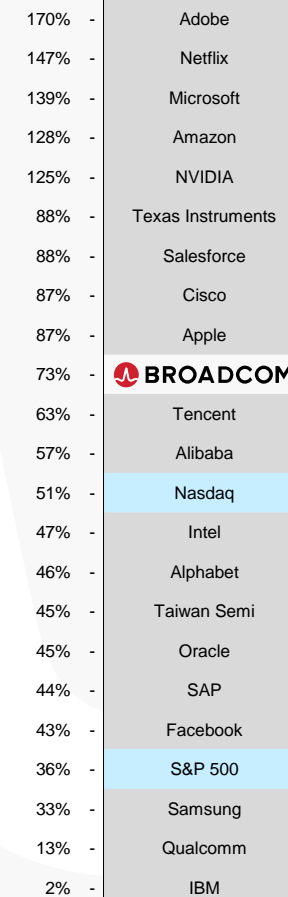 170% - Adobe
147% - Netflix
139% - Microsoft
128% - Amazon
125% - NVIDIA
88% - Texas Instruments
88% - Salesforce
87% - Cisco
87% - Apple
73% - BROADCOM
63% - Tencent
57% - Alibaba
51% - Nasdaq
47% - Intel
46% - Alphabet
45% - Taiwan Semi
45% - Oracle
44% - SAP
43% - Facebook
36% - S&P 500
33% - Samsung
13% - Qualcomm
2% - IBM